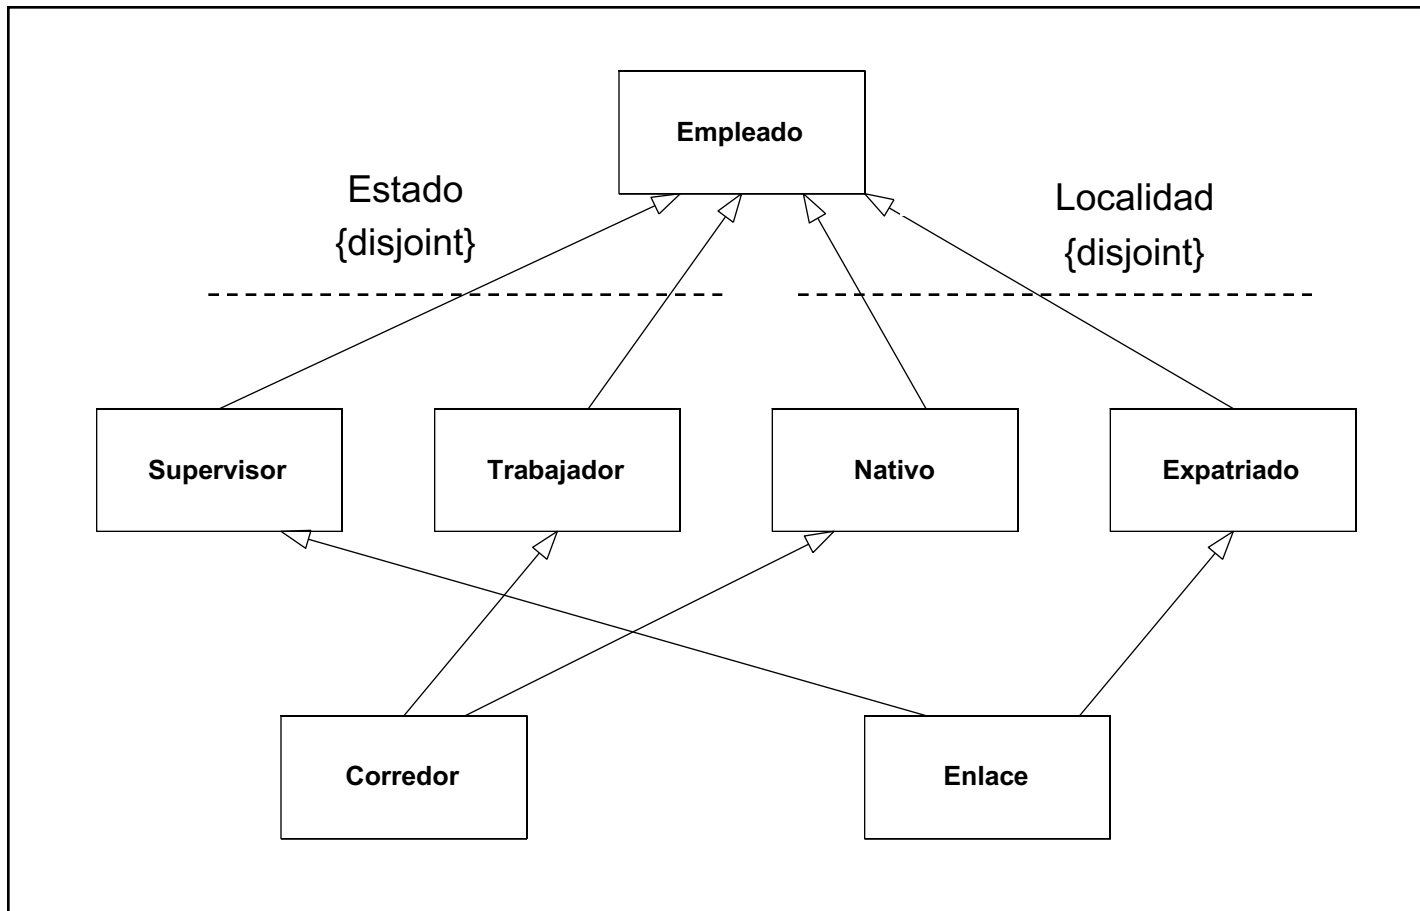 Empleado
Estado
{disjoint}
Localidad
{disjoint}
Supervisor
Trabajador
Nativo
Expatriado
Corredor
Enlace